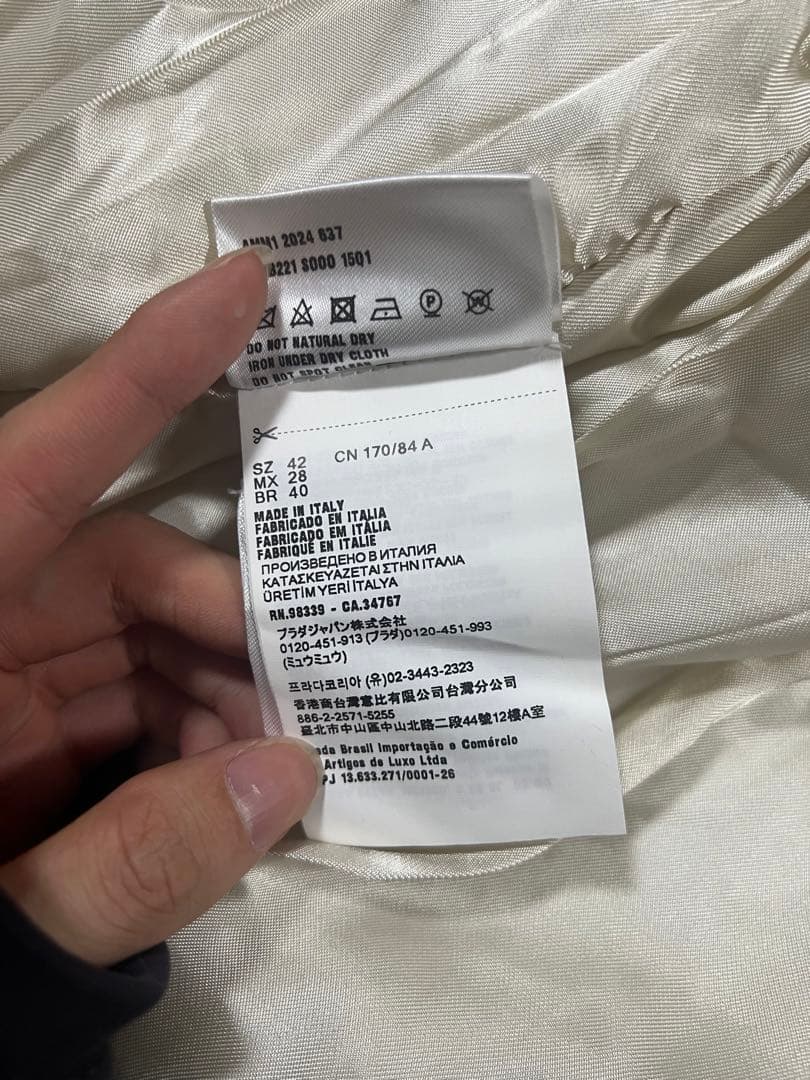 2024 637
S000 15Q1
DO NOT NATURAL DRY
IRON UNDER DRY CLOTH
DO NOT SPOT CLEAN
SZ 42 CN 170/84 A
MX 28
BR 40
MADE IN ITALY
FABRICADO EN ITALIA
FABRICADO EM ITÁLIA
FABRIQUÉ EN ITALIE
ПРОИЗВЕДЕНО В ИТАЛИЯ
ΚΑΤΑΣΚΕΥΑΖΕΤΑΙ ΣΤΗΝ ΙΤΑΛΙΑ
ÜRETİM YERİ İTALYA
RN.98339 - CA.34767
プラダジャパン株式会社
0120-451-913 (プラダ)0120-451-993
(ミュウミュウ)
프라다코리아 (유)02-3443-2323
香港商台灣意比有限公司台灣分公司
886-2-2571-5255
臺北市中山區中山北路二段44號12樓A室
Brasil Importação e Comércio
Artigos de Luxo Ltda
13.633.271/0001-26